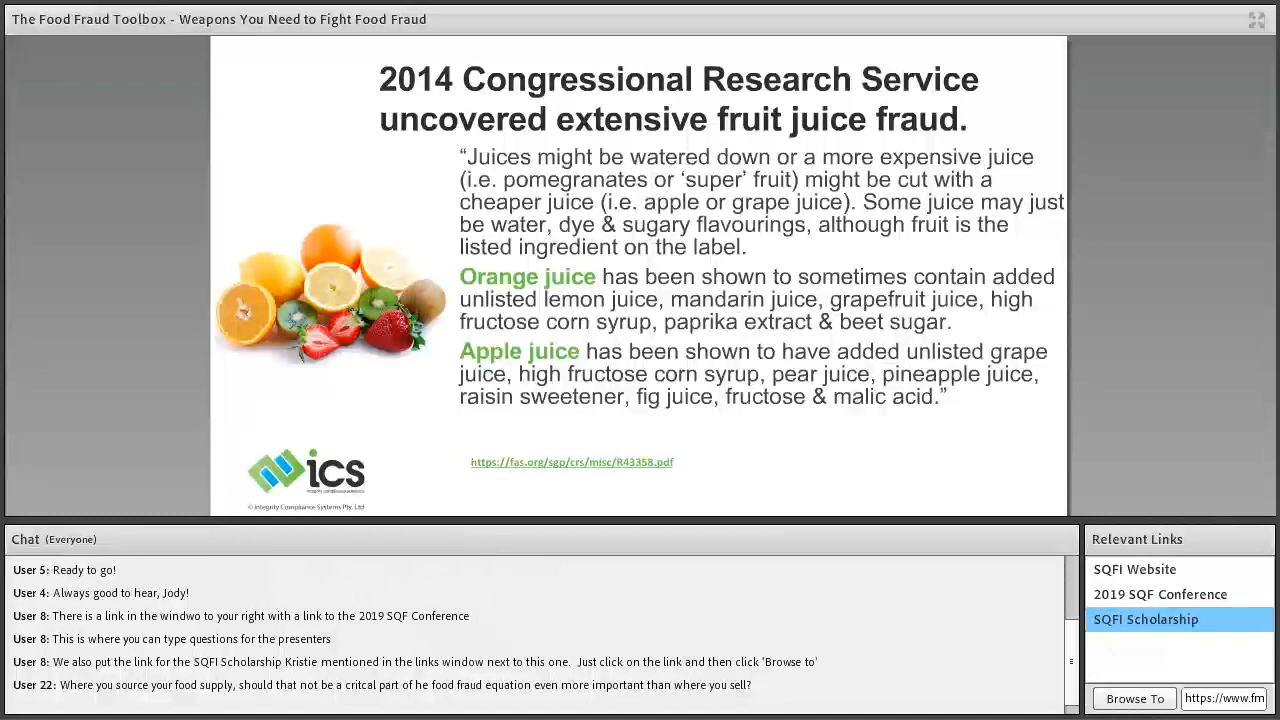 The Food Fraud Toolbox - Weapons You Need to Fight Food Fraud
2014 Congressional Research Service
uncovered extensive fruit juice fraud.
“Juices might be watered down or a more expensive juice
(i.e. pomegranates or ‘super’ fruit) might be cut with a
cheaper juice (i.e. apple or grape juice). Some juice may just
be water, dye & sugary flavourings, although fruit is the
listed ingredient on the label.
Orange juice has been shown to sometimes contain added
unlisted lemon juice, mandarin juice, grapefruit juice, high
fructose corn syrup, paprika extract & beet sugar.
Apple juice has been shown to have added unlisted grape
juice, high fructose corn syrup, pear juice, pineapple juice,
raisin sweetener, fig juice, fructose & malic acid.”
https://fas.org/sgp/crs/misc/R43358.pdf
ics
© Integrity Compliance Systems Pty. Ltd
Chat (Everyone)
User 5: Ready to go!
User 4: Always good to hear, Jody!
User 8: There is a link in the windwo to your right with a link to the 2019 SQF Conference
User 8: This is where you can type questions for the presenters
User 8: We also put the link for the SQFI Scholarship Kristie mentioned in the links window next to this one.  Just click on the link and then click 'Browse to'
User 22: Where you source your food supply, should that not be a critcal part of he food fraud equation even more important than where you sell?
Relevant Links
SQFI Website
2019 SQF Conference
SQFI Scholarship
Browse To
https://www.fm